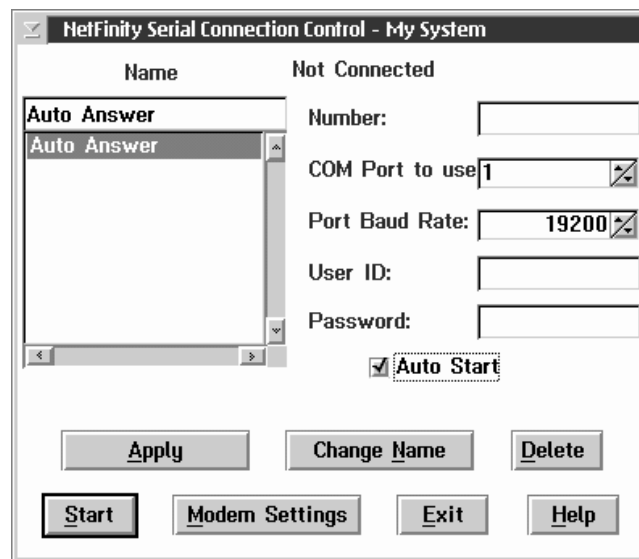 NetFinity Serial Connection Control - My System
Name
Not Connected
Auto Answer
Auto Answer
Number:
COM Port to use 1
Port Baud Rate: 19200
User ID:
Password:
Auto Start
Apply
Change Name
Delete
Start
Modem Settings
Exit
Help